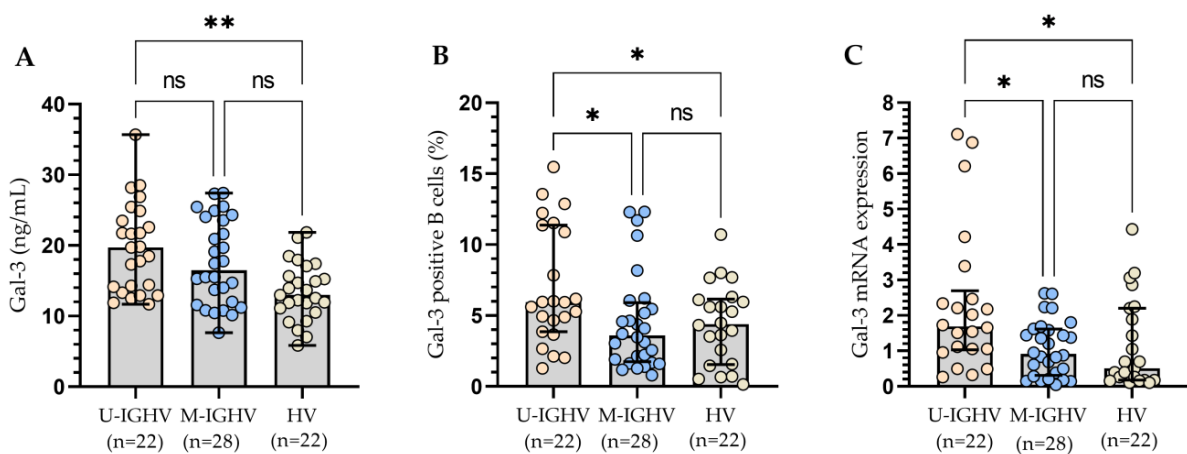 A
**
ns
ns
Gal-3 (ng/mL)
40
30
20
10
0
U-IGHV M-IGHV HV
(n=22) (n=28) (n=22)
B
*
*
ns
Gal-3 positive B cells (%)
20
15
10
5
0
U-IGHV M-IGHV HV
(n=22) (n=28) (n=22)
C
*
*
ns
Gal-3 mRNA expression
8
7
6
5
4
3
2
1
0
U-IGHV M-IGHV HV
(n=22) (n=28) (n=22)